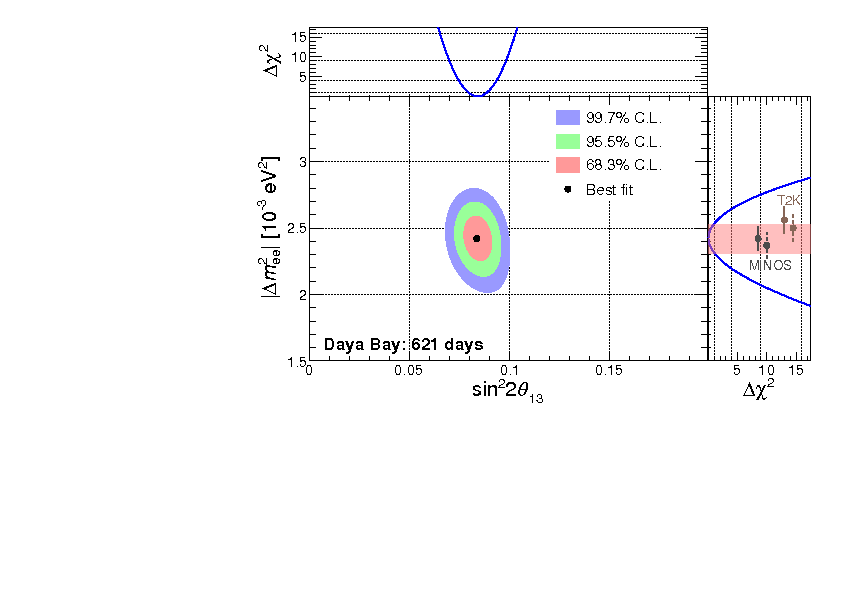 Δχ²
15
10
5
99.7% C.L.
95.5% C.L.
68.3% C.L.
Best fit
|Δm²ee| [10⁻³ eV²]
3
2.5
2
1.5
T2K
MINOS
Daya Bay: 621 days
0 0.05 0.1 0.15
sin²2θ₁₃
5 10 15
Δχ²